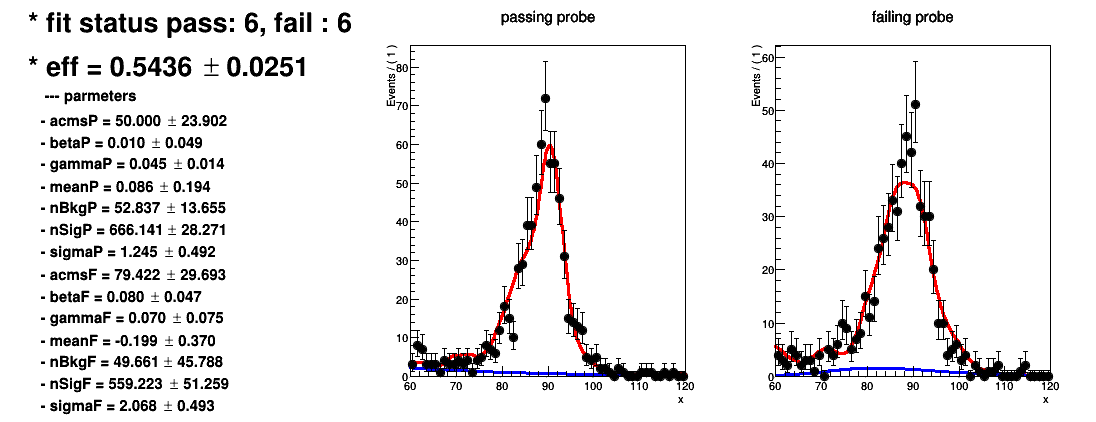 * fit status pass: 6, fail : 6
* eff = 0.5436 ± 0.0251
--- parmeters
- acmsP = 50.000 ± 23.902
- betaP = 0.010 ± 0.049
- gammaP = 0.045 ± 0.014
- meanP = 0.086 ± 0.194
- nBkgP = 52.837 ± 13.655
- nSigP = 666.141 ± 28.271
- sigmaP = 1.245 ± 0.492
- acmsF = 79.422 ± 29.693
- betaF = 0.080 ± 0.047
- gammaF = 0.070 ± 0.075
- meanF = -0.199 ± 0.370
- nBkgF = 49.661 ± 45.788
- nSigF = 559.223 ± 51.259
- sigmaF = 2.068 ± 0.493
passing probe
Events / ( 1 )
80
70
60
50
40
30
20
10
0
60 70 80 90 100 110 120
x
failing probe
Events / ( 1 )
60
50
40
30
20
10
0
60 70 80 90 100 110 120
x